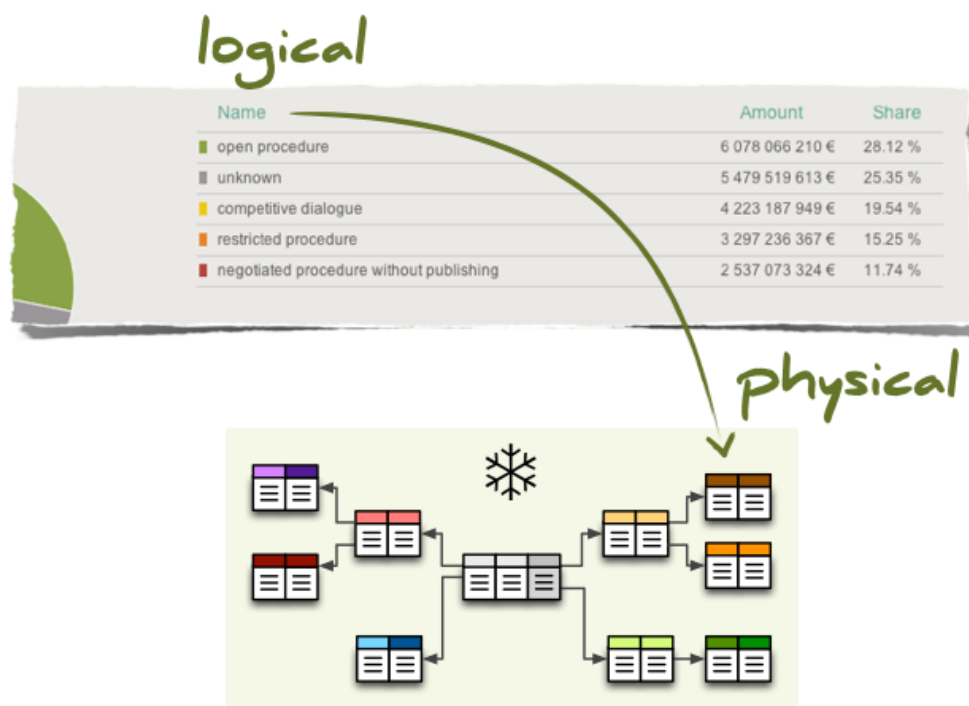 logical
Name Amount Share
open procedure 6 078 066 210 € 28.12 %
unknown 5 479 519 613 € 25.35 %
competitive dialogue 4 223 187 949 € 19.54 %
restricted procedure 3 297 236 367 € 15.25 %
negotiated procedure without publishing 2 537 073 324 € 11.74 %
physical